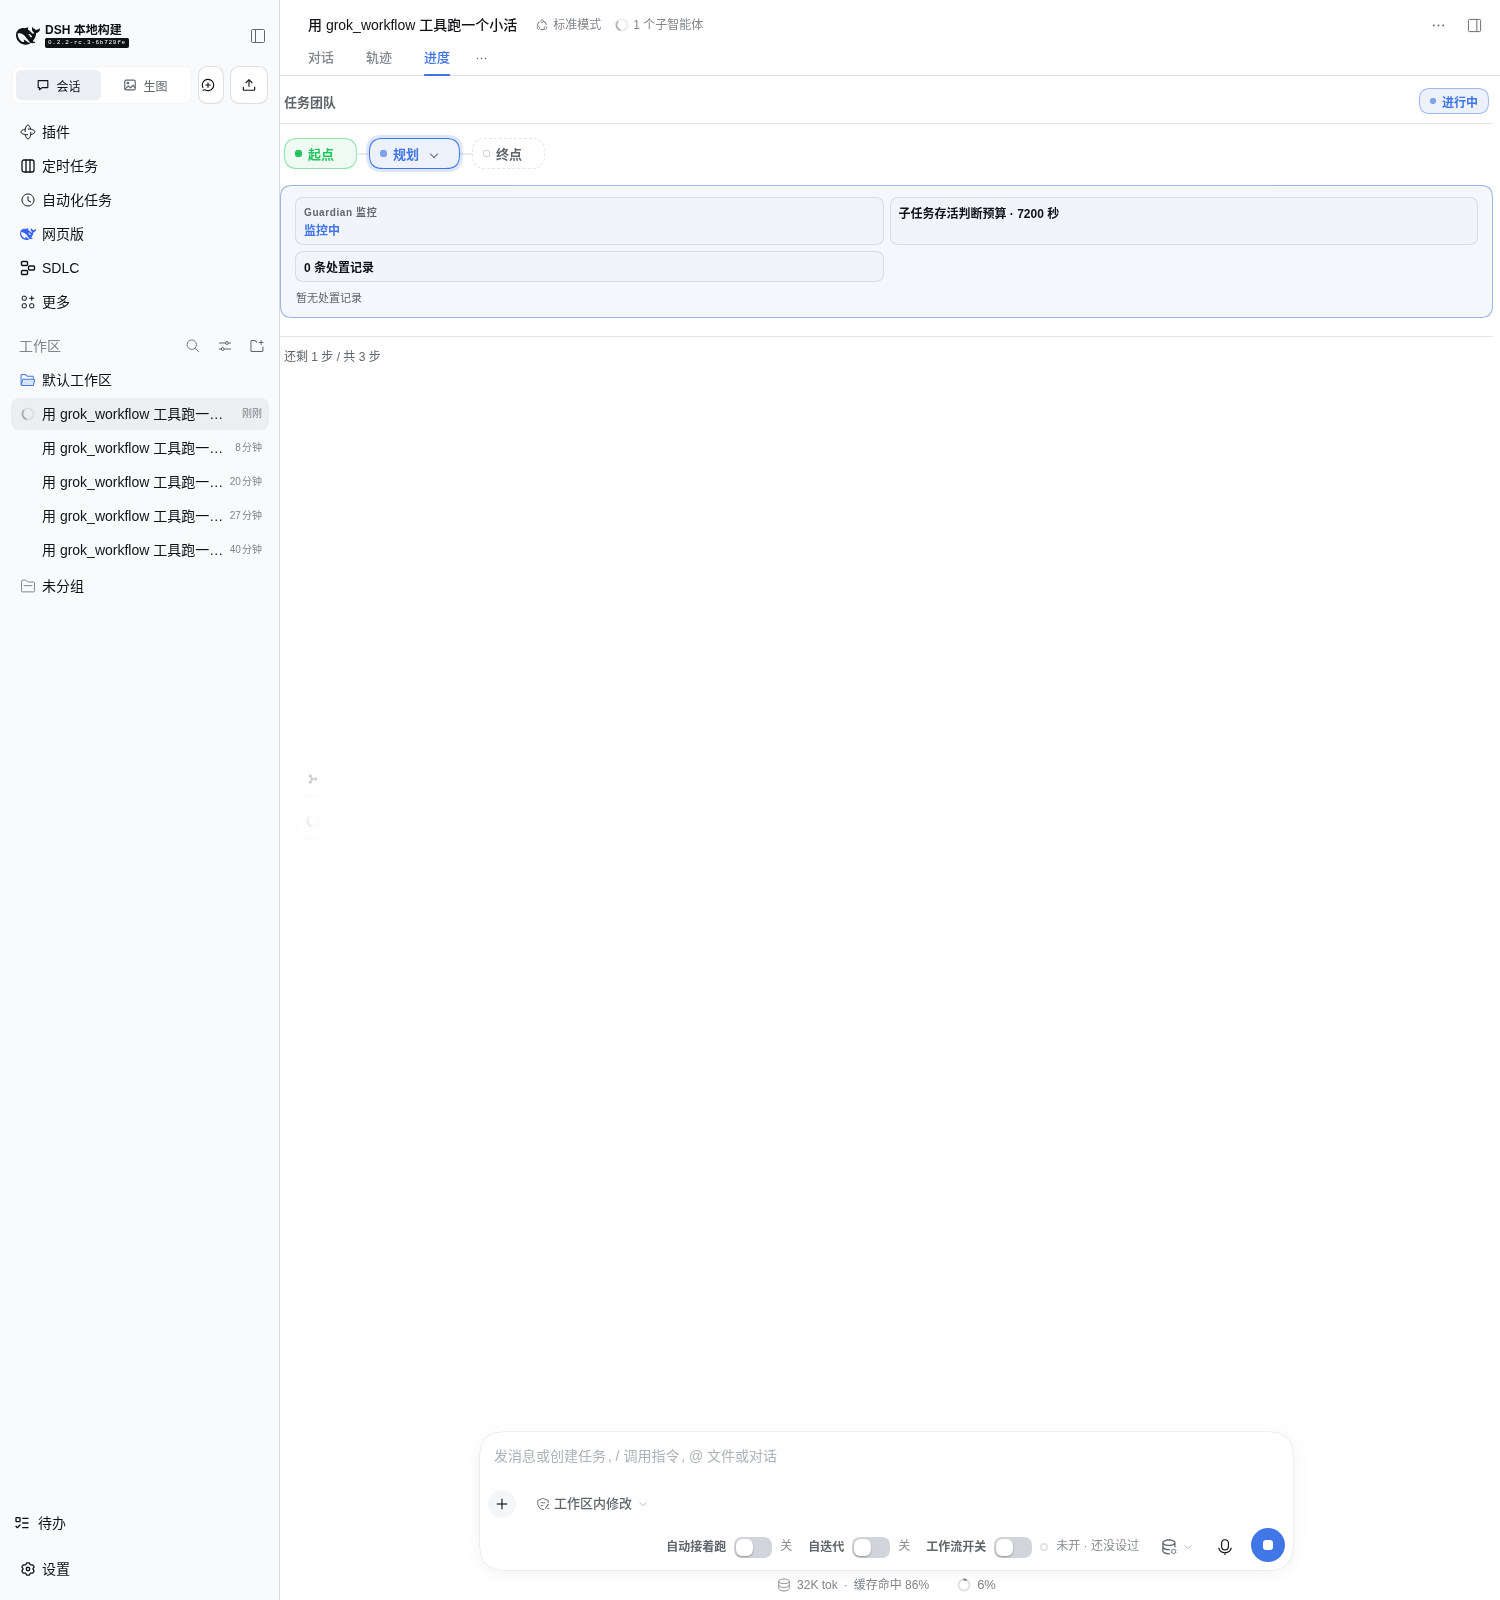 DSH 本地构建
0.2.2-rc.3-6b729fe
会话
生图
插件
定时任务
自动化任务
网页版
SDLC
更多
工作区
默认工作区
用 grok_workflow 工具跑一… 刚刚
用 grok_workflow 工具跑一… 8分钟
用 grok_workflow 工具跑一… 20分钟
用 grok_workflow 工具跑一… 27分钟
用 grok_workflow 工具跑一… 40分钟
未分组
待办
设置
用 grok_workflow 工具跑一个小活 标准模式 1 个子智能体
对话 轨迹 进度 …
任务团队 进行中
起点 规划 终点
Guardian 监控
监控中
子任务存活判断预算 · 7200 秒
0 条处置记录
暂无处置记录
还剩 1 步 / 共 3 步
发消息或创建任务, / 调用指令, @ 文件或对话
工作区内修改
自动接着跑 关 自迭代 关 工作流开关 未开 · 还没设过
32K tok · 缓存命中 86% 6%